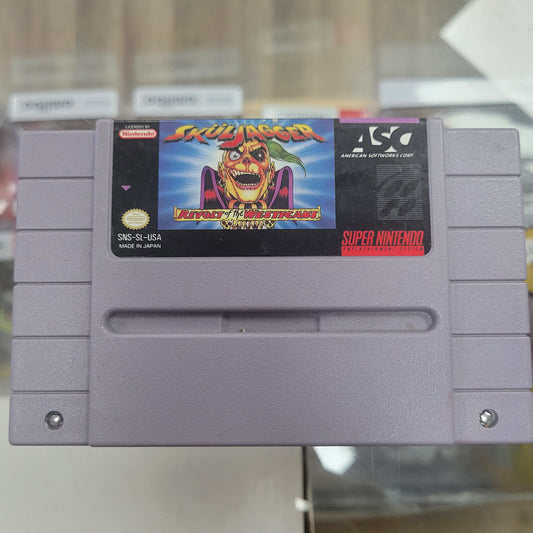 LICENSED BY
Nintendo
SKULJAGGER
REVOLT OF THE WESTICANS
SNS-SL-USA
MADE IN JAPAN
ASC
AMERICAN SOFTWORKS CORP.
SUPER NINTENDO
ENTERTAINMENT SYSTEM